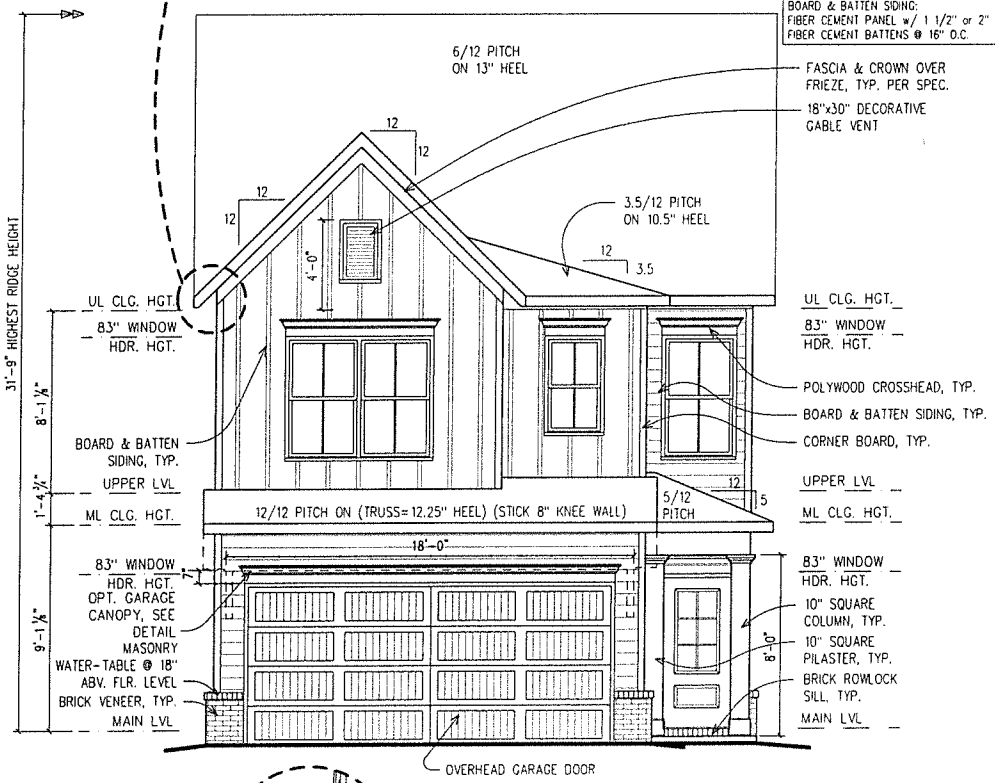 BOARD & BATTEN SIDING:
FIBER CEMENT PANEL w/ 1 1/2" or 2"
FIBER CEMENT BATTENS @ 16" O.C.
6/12 PITCH
ON 13" HEEL
FASCIA & CROWN OVER
FRIEZE, TYP. PER SPEC.
18"x30" DECORATIVE
GABLE VENT
12
12
12
12
3.5/12 PITCH
ON 10.5" HEEL
12
3.5
4'-0"
31'-9" HIGHEST RIDGE HEIGHT
UL CLG. HGT.
83" WINDOW
HDR. HGT.
8'-1 1/8"
BOARD & BATTEN
SIDING, TYP.
UPPER LVL
1'-4 3/4"
ML CLG. HGT.
UL CLG. HGT.
83" WINDOW
HDR. HGT.
POLYWOOD CROSSHEAD, TYP.
BOARD & BATTEN SIDING, TYP.
CORNER BOARD, TYP.
UPPER LVL
ML CLG. HGT.
12/12 PITCH ON (TRUSS=12.25" HEEL) (STICK 8" KNEE WALL)
5/12
PITCH
12
5
18'-0"
83" WINDOW
HDR. HGT.
7"
OPT. GARAGE
CANOPY, SEE
DETAIL
MASONRY
WATER-TABLE @ 18"
ABV. FLR. LEVEL
BRICK VENEER, TYP.
MAIN LVL
9'-1 1/8"
83" WINDOW
HDR. HGT.
10" SQUARE
COLUMN, TYP.
10" SQUARE
PILASTER, TYP.
BRICK ROWLOCK
SILL, TYP.
MAIN LVL
8'-0"
OVERHEAD GARAGE DOOR